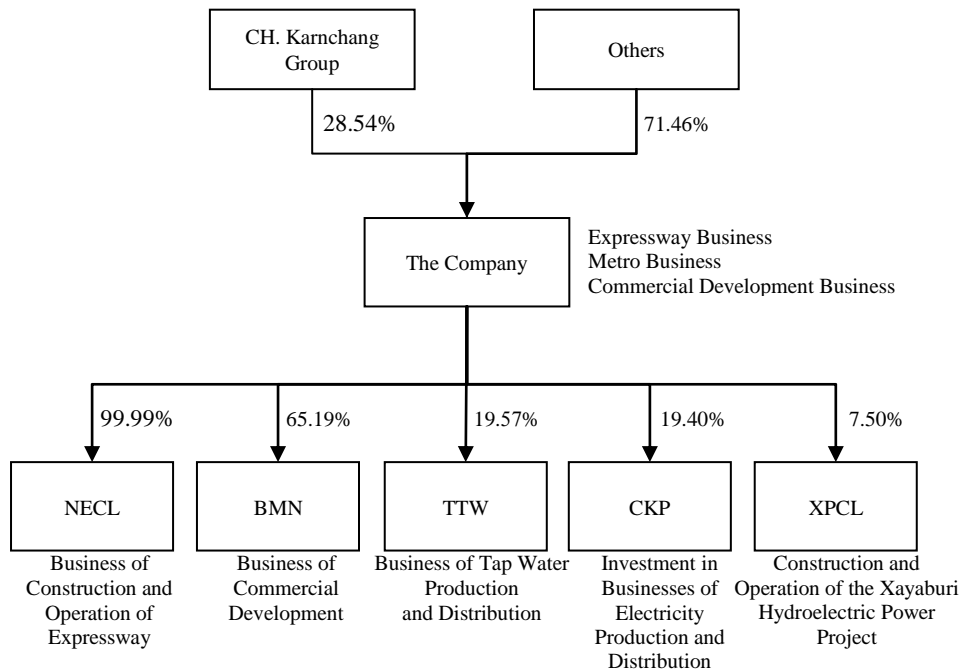 CH. Karnchang
Group
Others
28.54%
71.46%
The Company
Expressway Business
Metro Business
Commercial Development Business
99.99%
65.19%
19.57%
19.40%
7.50%
NECL
BMN
TTW
CKP
XPCL
Business of
Construction and
Operation of
Expressway
Business of
Commercial
Development
Business of Tap Water
Production
and Distribution
Investment in
Businesses of
Electricity
Production and
Distribution
Construction and
Operation of the Xayaburi
Hydroelectric Power
Project